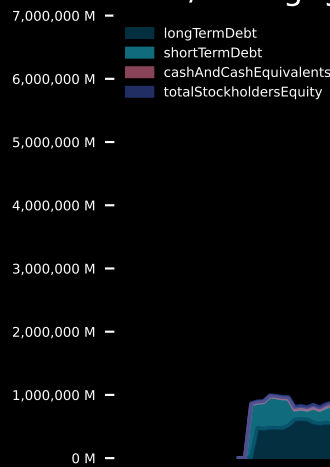 7,000,000 M
longTermDebt
shortTermDebt
6,000,000 M
cashAndCashEquivalents
totalStockholdersEquity
5,000,000 M
4,000,000 M
3,000,000 M
2,000,000 M
1,000,000 M
0 M